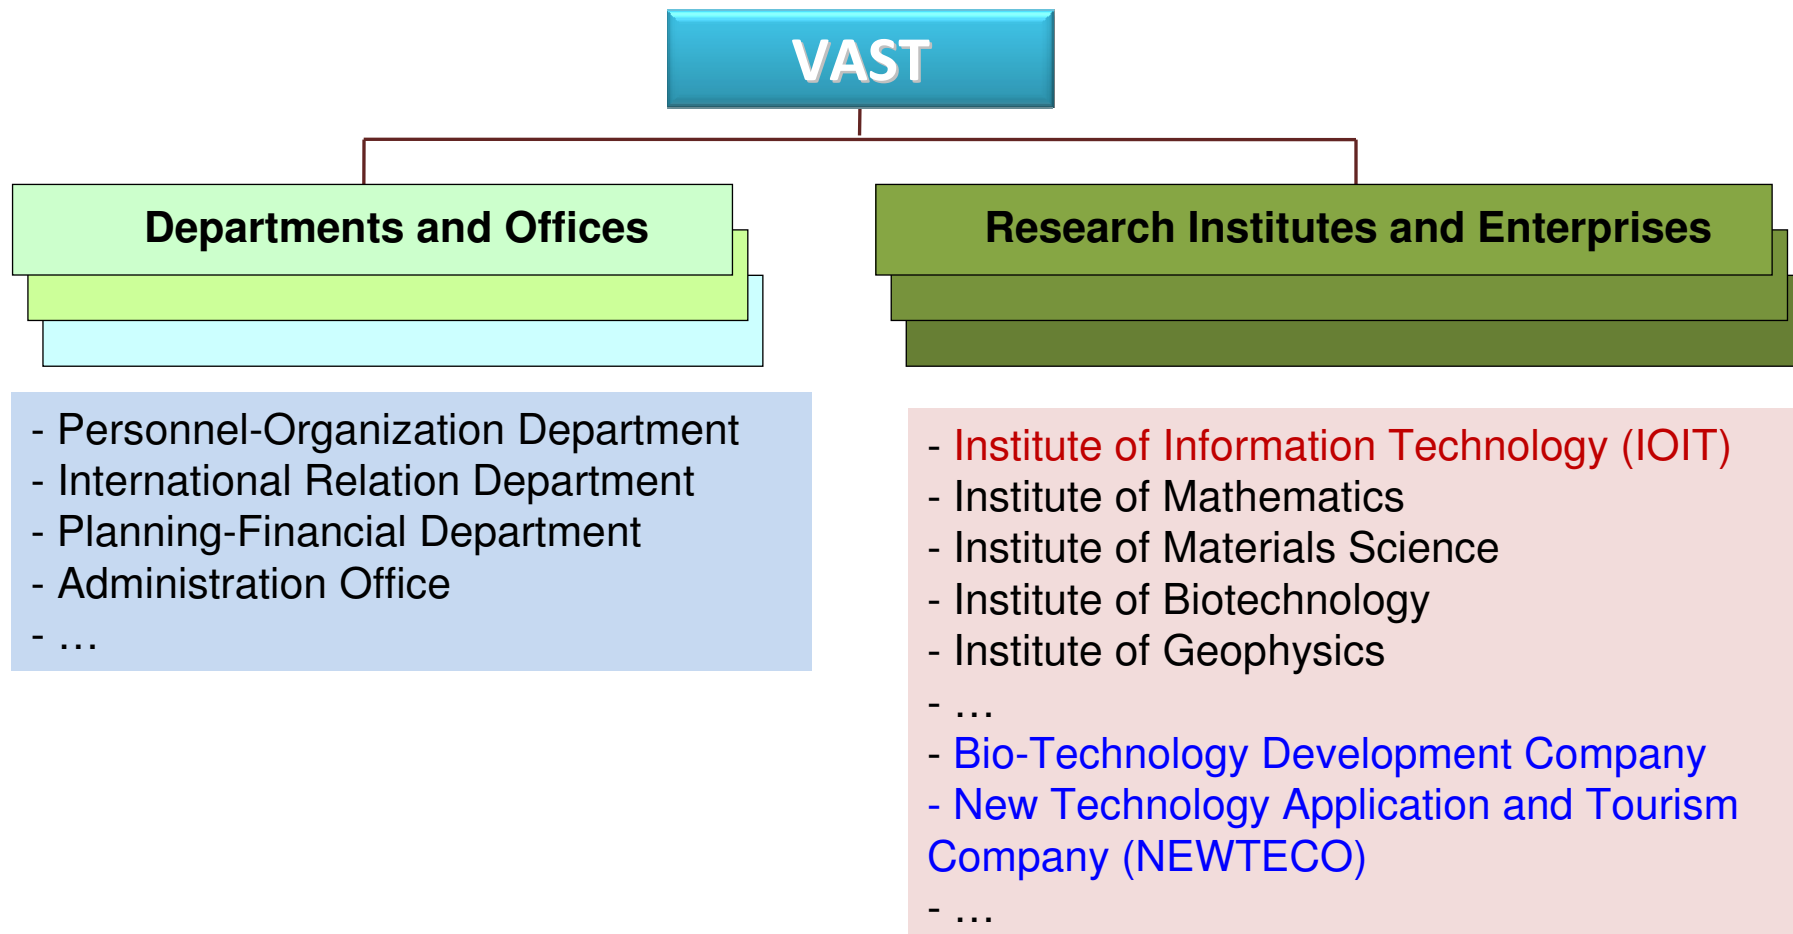 VAST
Departments and Offices
Research Institutes and Enterprises
- Personnel-Organization Department
- International Relation Department
- Planning-Financial Department
- Administration Office
- …
- Institute of Information Technology (IOIT)
- Institute of Mathematics
- Institute of Materials Science
- Institute of Biotechnology
- Institute of Geophysics
- …
- Bio-Technology Development Company
- New Technology Application and Tourism
Company (NEWTECO)
- …